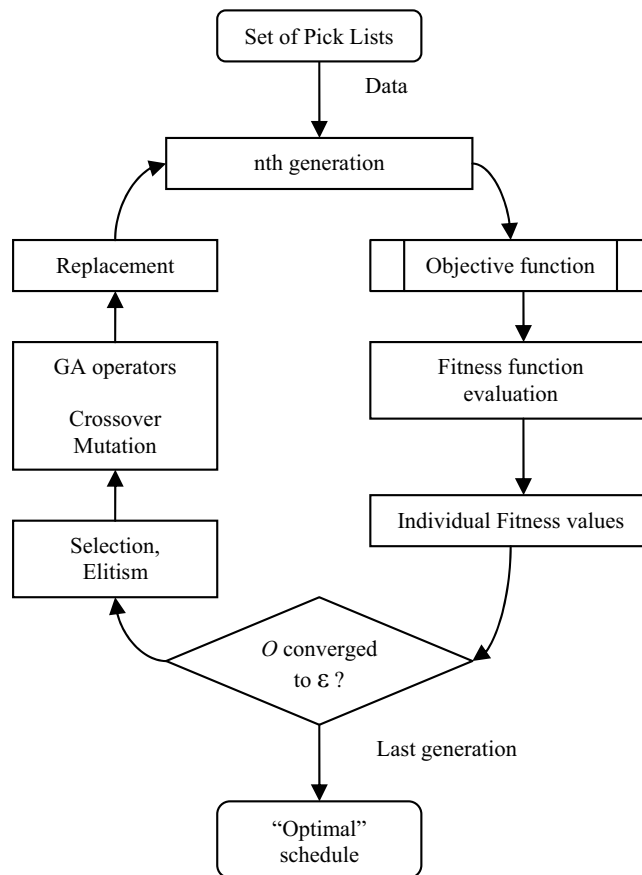 Set of Pick Lists
Data
nth generation
Replacement
Objective function
GA operators
Crossover
Mutation
Fitness function
evaluation
Selection,
Elitism
Individual Fitness values
O converged
to ε ?
Last generation
“Optimal”
schedule